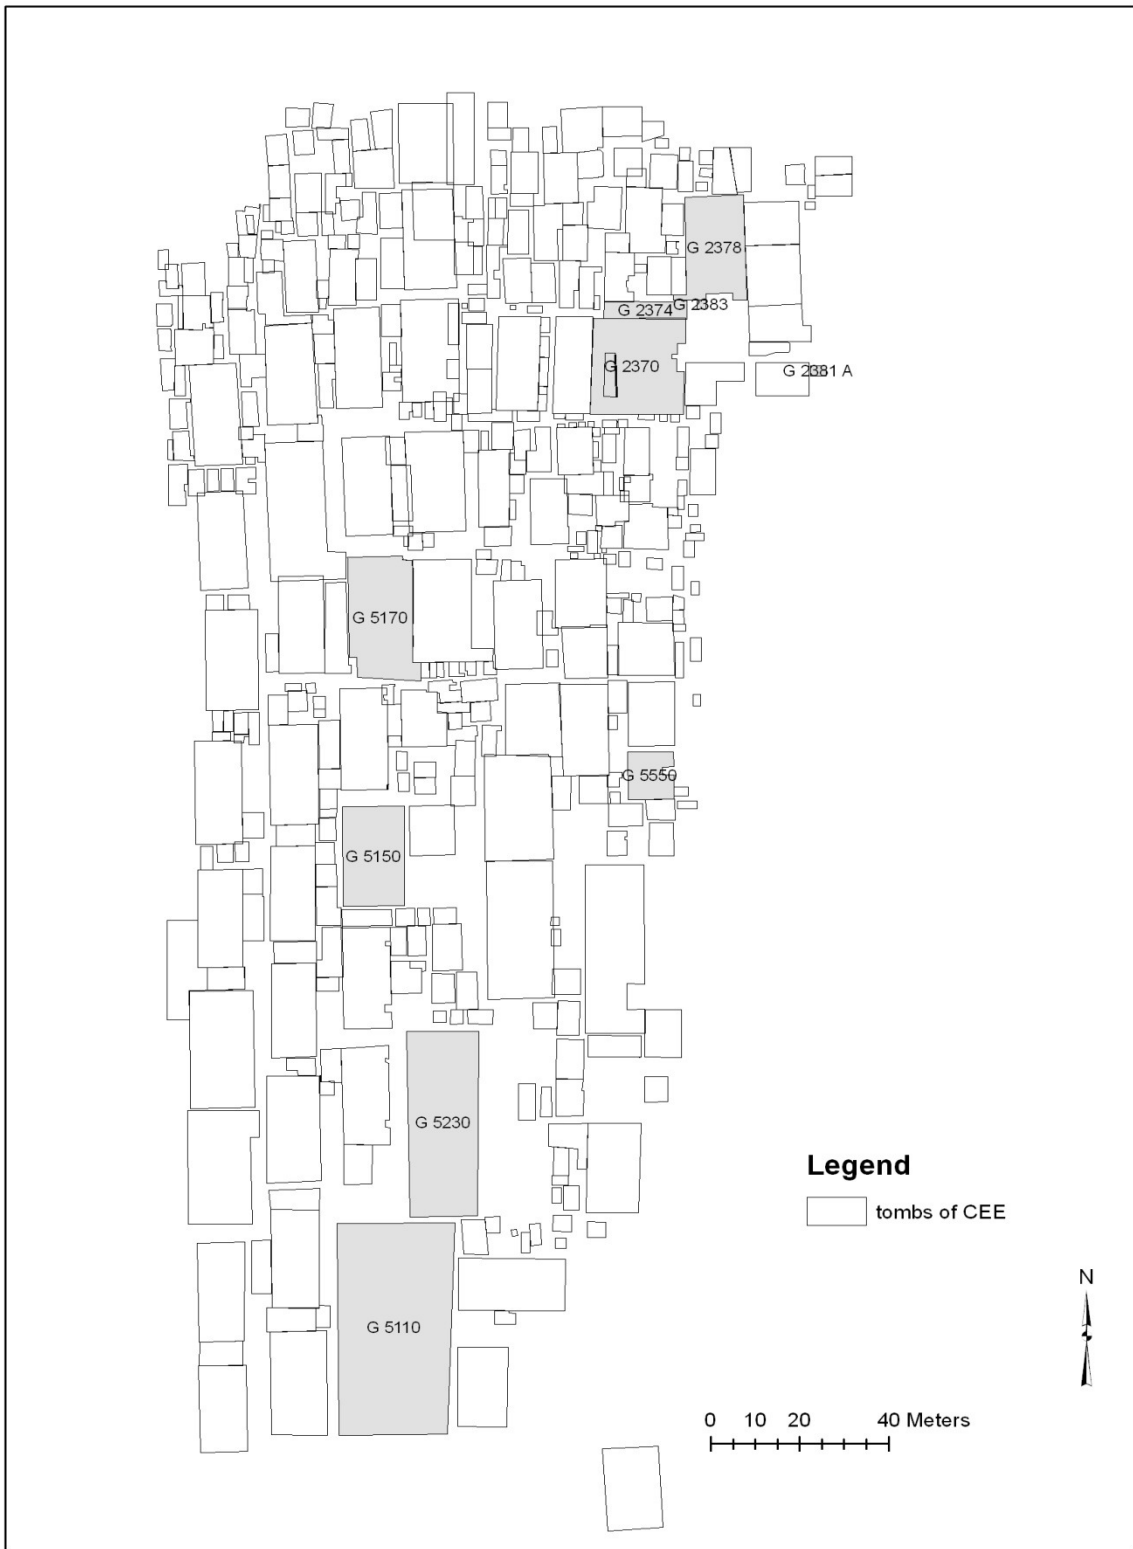 G 2378
G 2383
G 2374
G 2370
G 2381 A
G 5170
G 5550
G 5150
G 5230
Legend
tombs of CEE
N
G 5110
0 10 20 40 Meters